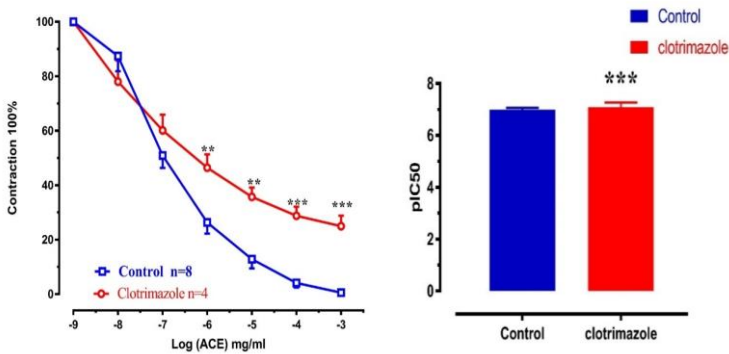 Contraction 100%
100
80
60
40
20
0
**
**
***
***
Control n=8
Clotrimazole n=4
-9 -8 -7 -6 -5 -4 -3
Log (ACE) mg/ml
Control
clotrimazole
***
pIC50
8
6
4
2
0
Control clotrimazole